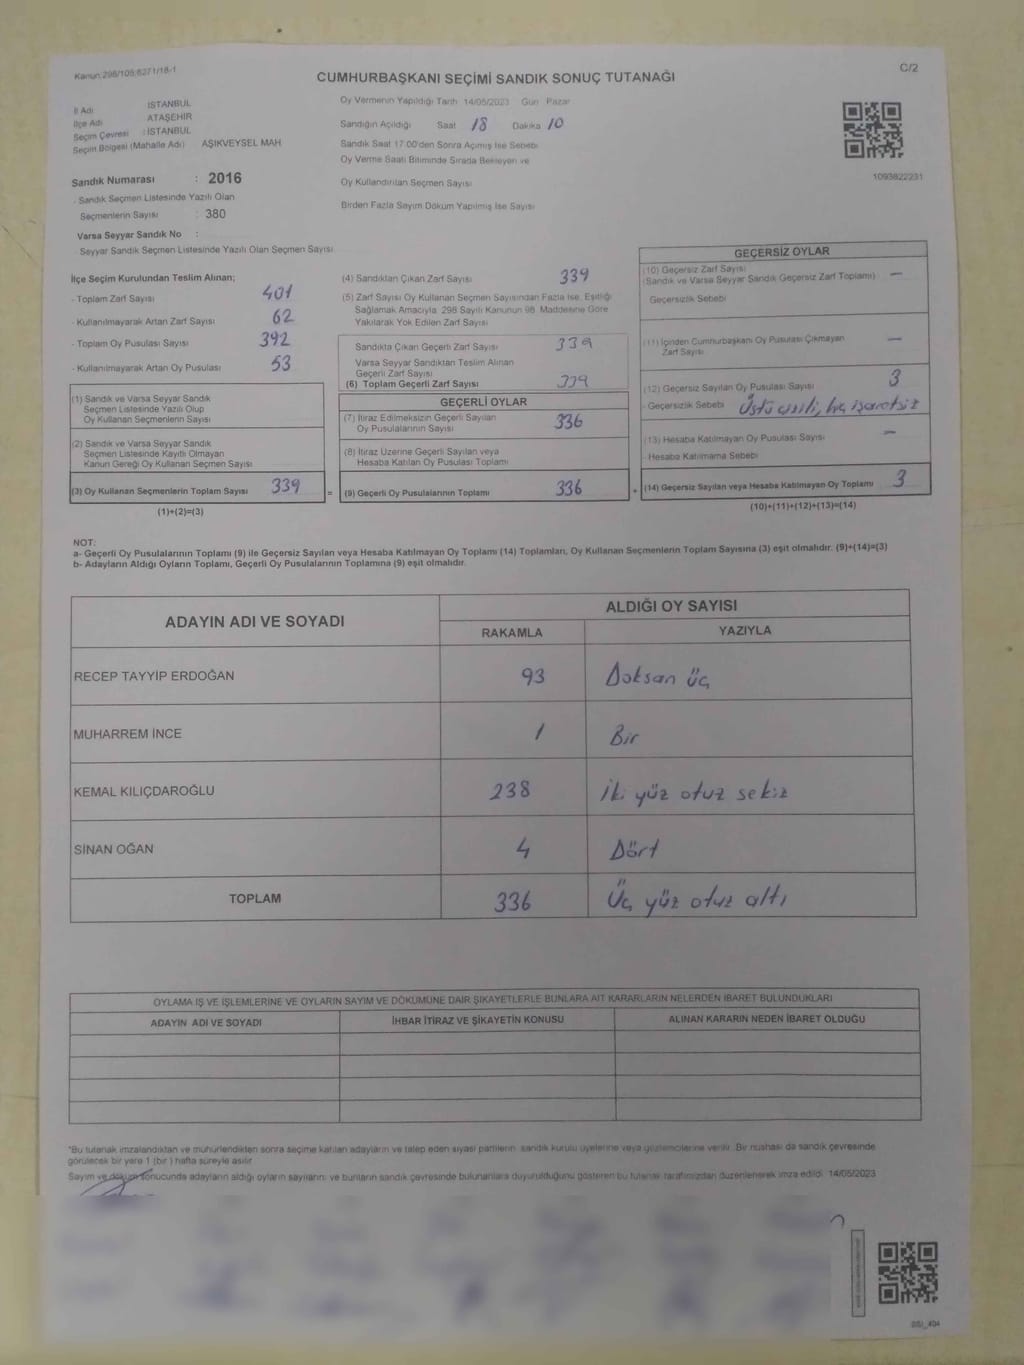 Kanun:298/105;6271/18-1
C/2
CUMHURBAŞKANI SEÇİMİ SANDIK SONUÇ TUTANAĞI
İl Adı : İSTANBUL
İlçe Adı : ATAŞEHİR
Seçim Çevresi : İSTANBUL
Seçim Bölgesi (Mahalle Adı) AŞIKVEYSEL MAH
Sandık Numarası : 2016
- Sandık Seçmen Listesinde Yazılı Olan
Seçmenlerin Sayısı : 380
Varsa Seyyar Sandık No :
- Seyyar Sandık Seçmen Listesinde Yazılı Olan Seçmen Sayısı
Oy Vermenin Yapıldığı Tarih 14/05/2023 Gün Pazar
Sandığın Açıldığı Saat 18 Dakika 10
Sandık Saat 17.00'den Sonra Açımış İse Sebebi
Oy Verme Saati Bitiminde Sırada Bekleyen ve
Oy Kullandırılan Seçmen Sayısı
Birden Fazla Sayım Döküm Yapılmış İse Sayısı
1093822231
İlçe Seçim Kurulundan Teslim Alınan;
- Toplam Zarf Sayısı 401
- Kullanılmayarak Artan Zarf Sayısı 62
- Toplam Oy Pusulası Sayısı 392
- Kullanılmayarak Artan Oy Pusulası 53
(1) Sandık ve Varsa Seyyar Sandık
Seçmen Listesinde Yazılı Olup
Oy Kullanan Seçmenlerin Sayısı
(2) Sandık ve Varsa Seyyar Sandık
Seçmen Listesinde Kayıtlı Olmayan
Kanun Gereği Oy Kullanan Seçmen Sayısı
(3) Oy Kullanan Seçmenlerin Toplam Sayısı 339
(1)+(2)=(3)
=
(4) Sandıktan Çıkan Zarf Sayısı 339
(5) Zarf Sayısı Oy Kullanan Seçmen Sayısından Fazla İse, Eşitliği
Sağlamak Amacıyla 298 Sayılı Kanunun 98. Maddesine Göre
Yakılarak Yok Edilen Zarf Sayısı
Sandıkta Çıkan Geçerli Zarf Sayısı 339
Varsa Seyyar Sandıktan Teslim Alınan
Geçerli Zarf Sayısı
(6) Toplam Geçerli Zarf Sayısı 339
GEÇERLİ OYLAR
(7) İtiraz Edilmeksizin Geçerli Sayılan
Oy Pusulalarının Sayısı 336
(8) İtiraz Üzerine Geçerli Sayılan veya
Hesaba Katılan Oy Pusulası Toplamı
(9) Geçerli Oy Pusulalarının Toplamı 336
+
GEÇERSİZ OYLAR
(10) Geçersiz Zarf Sayısı
(Sandık ve Varsa Seyyar Sandık Geçersiz Zarf Toplamı) —
Geçersizlik Sebebi
(11) İçinden Cumhurbaşkanı Oy Pusulası Çıkmayan
Zarf Sayısı —
(12) Geçersiz Sayılan Oy Pusulası Sayısı 3
- Geçersizlik Sebebi Üstü çizili, hiç işaretsiz
(13) Hesaba Katılmayan Oy Pusulası Sayısı —
- Hesaba Katılmama Sebebi
(14) Geçersiz Sayılan veya Hesaba Katılmayan Oy Toplamı 3
(10)+(11)+(12)+(13)=(14)
NOT:
a- Geçerli Oy Pusulalarının Toplamı (9) ile Geçersiz Sayılan veya Hesaba Katılmayan Oy Toplamı (14) Toplamları, Oy Kullanan Seçmenlerin Toplam Sayısına (3) eşit olmalıdır. (9)+(14)=(3)
b- Adayların Aldığı Oyların Toplamı, Geçerli Oy Pusulalarının Toplamına (9) eşit olmalıdır.
ADAYIN ADI VE SOYADI
ALDIĞI OY SAYISI
RAKAMLA YAZIYLA
RECEP TAYYİP ERDOĞAN 93 Doksan üç
MUHARREM İNCE 1 Bir
KEMAL KILIÇDAROĞLU 238 İki yüz otuz sekiz
SİNAN OĞAN 4 Dört
TOPLAM 336 Üç yüz otuz altı
OYLAMA İŞ VE İŞLEMLERİNE VE OYLARIN SAYIM VE DÖKÜMÜNE DAİR ŞİKAYETLERLE BUNLARA AİT KARARLARIN NELERDEN İBARET BULUNDUKLARI
ADAYIN ADI VE SOYADI İHBAR İTİRAZ VE ŞİKAYETİN KONUSU ALINAN KARARIN NEDEN İBARET OLDUĞU
*Bu tutanak imzalandıktan ve mühürlendikten sonra seçime katılan adayların ve talep eden siyasi partilerin sandık kurulu üyelerine veya gözlemcilerine verilir. Bir nüshası da sandık çevresinde
görülecek bir yere 1 (bir) hafta süreyle asılır
Sayım ve döküm sonucunda adayların aldığı oyların sayılarını ve bunların sandık çevresinde bulunanlara duyurulduğunu gösteren bu tutanak tarafımızdan düzenlenerek imza edildi. 14/05/2023